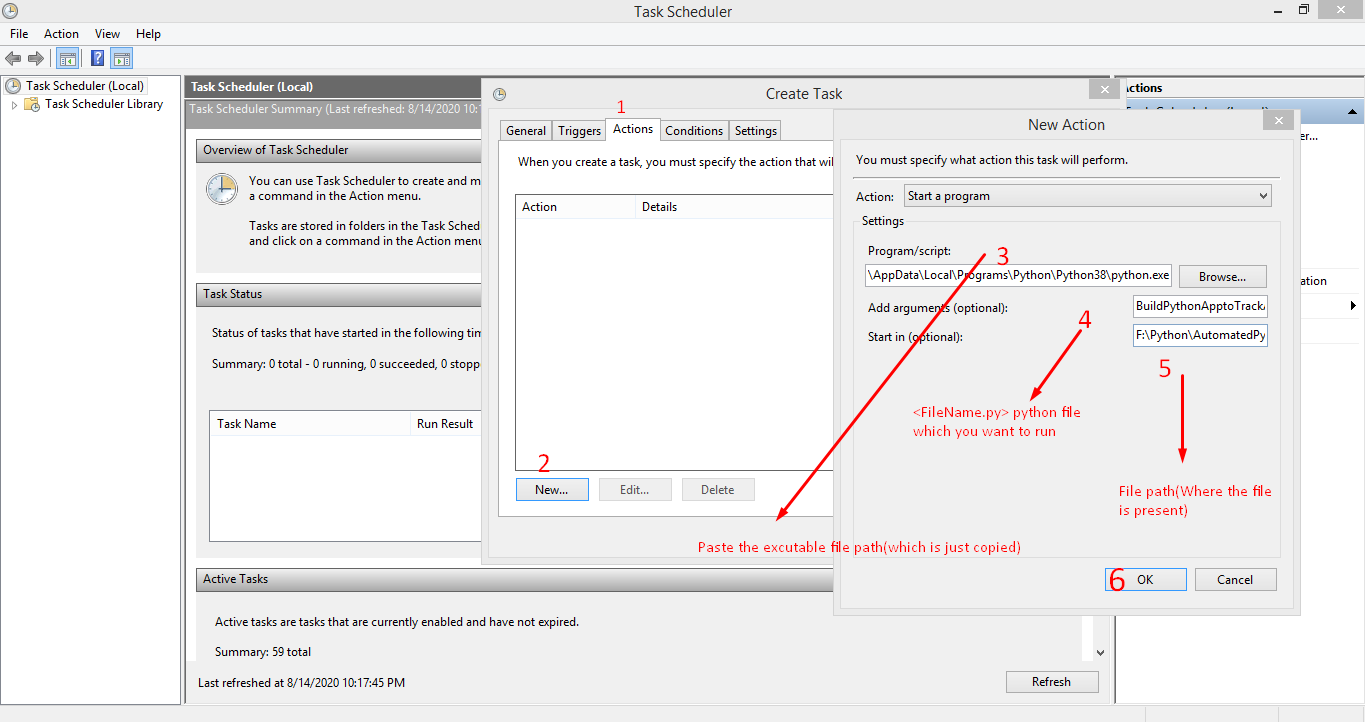 Task Scheduler
File Action View Help
Task Scheduler (Local)
Task Scheduler Library
Task Scheduler (Local)
Task Scheduler Summary (Last refreshed: 8/14/2020 10:1
Overview of Task Scheduler
You can use Task Scheduler to create and m
a command in the Action menu.
Tasks are stored in folders in the Task Sched
and click on a command in the Action menu
Task Status
Status of tasks that have started in the following tim
Summary: 0 total - 0 running, 0 succeeded, 0 stopp
Task Name Run Result
Active Tasks
Active tasks are tasks that are currently enabled and have not expired.
Summary: 59 total
Last refreshed at 8/14/2020 10:17:45 PM
Refresh
Create Task
1
General Triggers Actions Conditions Settings
When you create a task, you must specify the action that wil
Action Details
2
New... Edit... Delete
New Action
You must specify what action this task will perform.
Action: Start a program
Settings
Program/script:
3
\AppData\Local\Programs\Python\Python38\python.exe
Browse...
Add arguments (optional):
BuildPythonApptoTrack
4
Start in (optional):
F:\Python\AutomatedPy
5
<FileName.py> python file
which you want to run
File path(Where the file
is present)
Paste the excutable file path(which is just copied)
6 OK Cancel
Actions
er...
ation